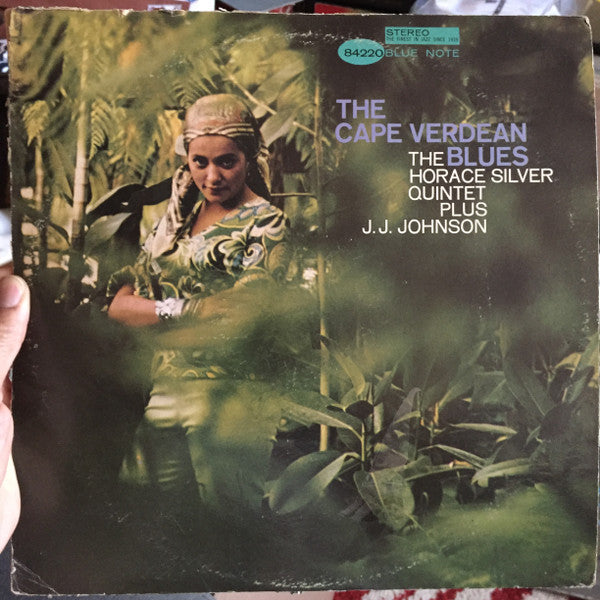 STEREO
THE FINEST IN JAZZ SINCE 1939
84220 BLUE NOTE
THE
CAPE VERDEAN
THE BLUES
HORACE SILVER
QUINTET
PLUS
J.J. JOHNSON